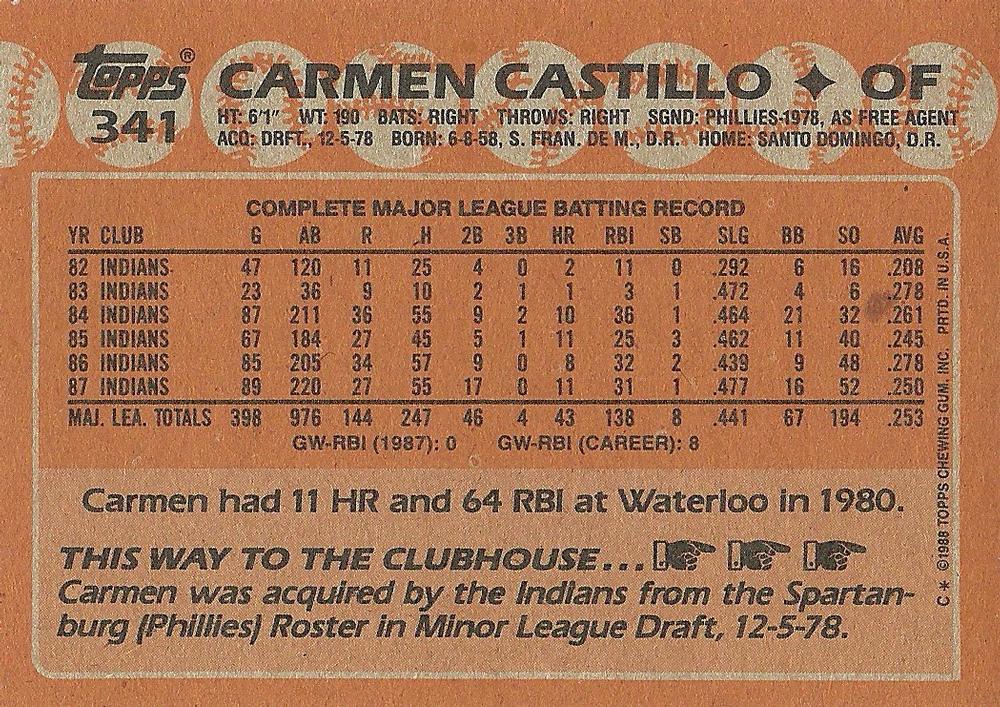 Topps® CARMEN CASTILLO ✦ OF
341 HT: 6'1" WT: 190 BATS: RIGHT THROWS: RIGHT SGND: PHILLIES-1978, AS FREE AGENT
ACQ: DRFT., 12-5-78 BORN: 6-8-58, S. FRAN. DE M., D.R. HOME: SANTO DOMINGO, D.R.
COMPLETE MAJOR LEAGUE BATTING RECORD
YR CLUB G AB R H 2B 3B HR RBI SB SLG BB SO AVG
82 INDIANS 47 120 11 25 4 0 2 11 0 .292 6 16 .208
83 INDIANS 23 36 9 10 2 1 1 3 1 .472 4 6 .278
84 INDIANS 87 211 36 55 9 2 10 36 1 .464 21 32 .261
85 INDIANS 67 184 27 45 5 1 11 25 3 .462 11 40 .245
86 INDIANS 85 205 34 57 9 0 8 32 2 .439 9 48 .278
87 INDIANS 89 220 27 55 17 0 11 31 1 .477 16 52 .250
MAJ. LEA. TOTALS 398 976 144 247 46 4 43 138 8 .441 67 194 .253
GW-RBI (1987): 0 GW-RBI (CAREER): 8
Carmen had 11 HR and 64 RBI at Waterloo in 1980.
THIS WAY TO THE CLUBHOUSE...
Carmen was acquired by the Indians from the Spartan-
burg (Phillies) Roster in Minor League Draft, 12-5-78.
C * ©1988 TOPPS CHEWING GUM, INC. PRTD. IN U.S.A.